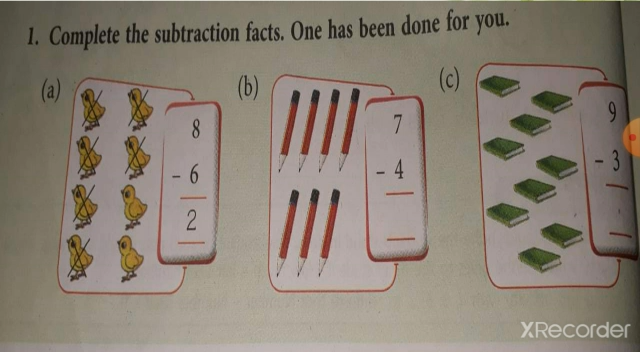 1. Complete the subtraction facts. One has been done for you.
(a)
8
- 6
2
(b)
7
- 4
(c)
9
- 3
XRecorder